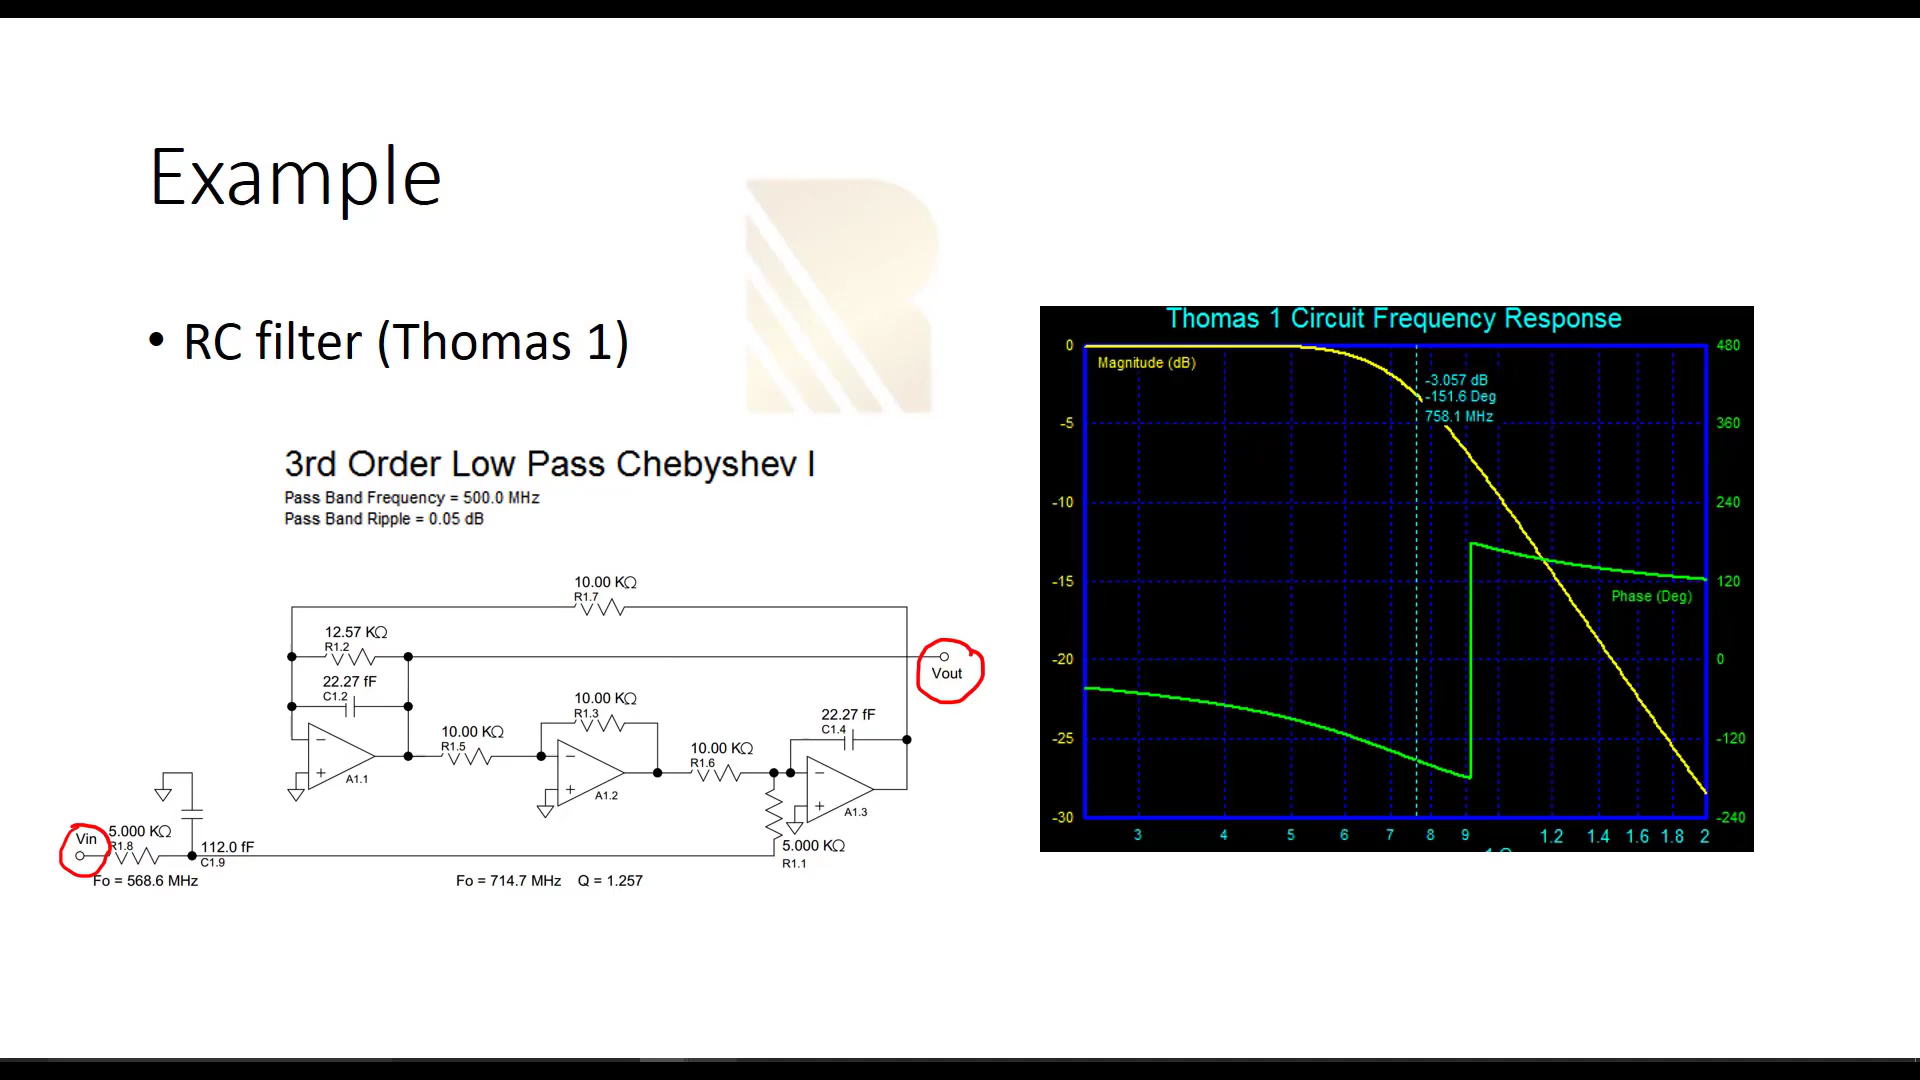 Example
• RC filter (Thomas 1)
3rd Order Low Pass Chebyshev I
Pass Band Frequency = 500.0 MHz
Pass Band Ripple = 0.05 dB
10.00 KΩ
R1.7
12.57 KΩ
R1.2
22.27 fF
C1.2
A1.1
10.00 KΩ
R1.5
10.00 KΩ
R1.3
A1.2
10.00 KΩ
R1.6
22.27 fF
C1.4
A1.3
Vout
Vin
5.000 KΩ
R1.8
112.0 fF
C1.9
5.000 KΩ
R1.1
Fo = 568.6 MHz
Fo = 714.7 MHz Q = 1.257
Thomas 1 Circuit Frequency Response
Magnitude (dB)
-3.057 dB
-151.6 Deg
758.1 MHz
Phase (Deg)
0
-5
-10
-15
-20
-25
-30
480
360
240
120
0
-120
-240
3 4 5 6 7 8 9 1.2 1.4 1.6 1.8 2